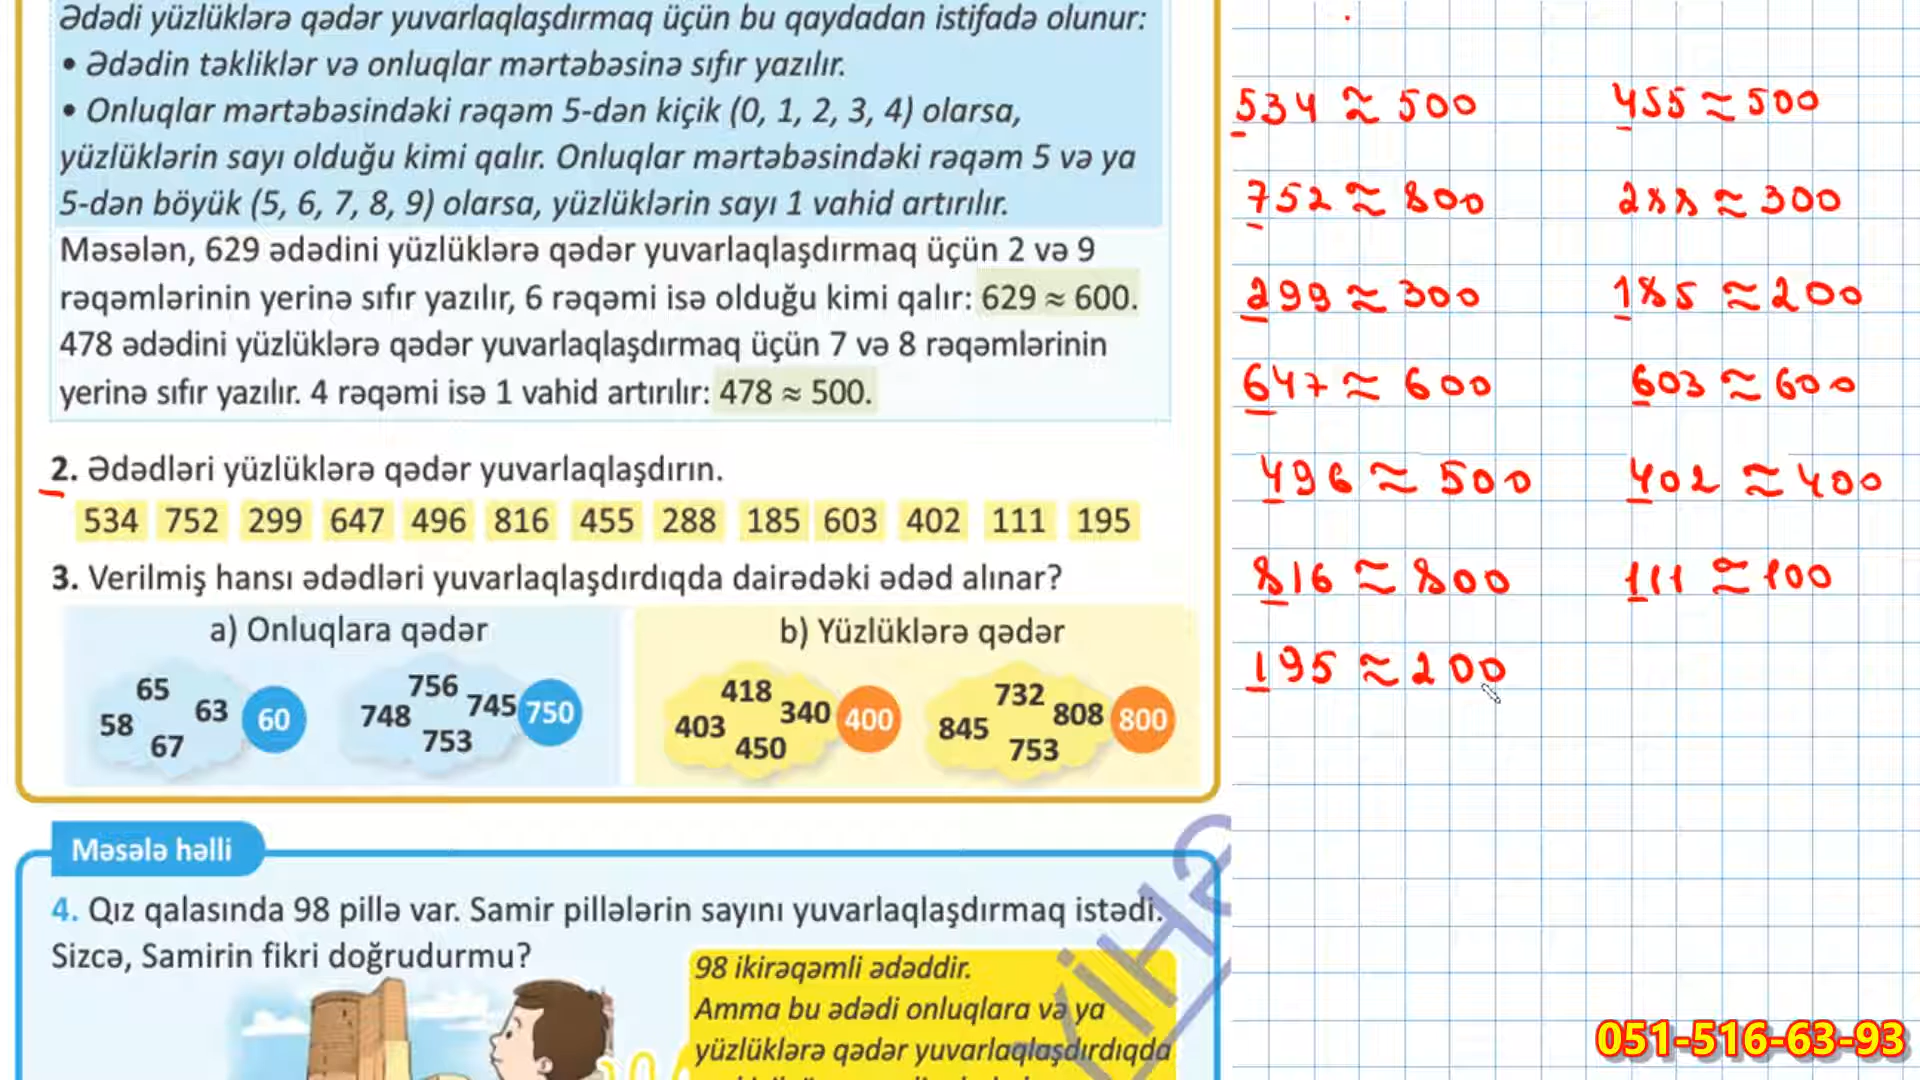 Ədədi yüzlüklərə qədər yuvarlaqlaşdırmaq üçün bu qaydadan istifadə olunur:
• Ədədin təkliklər və onluqlar mərtəbəsinə sıfır yazılır.
• Onluqlar mərtəbəsindəki rəqəm 5-dən kiçik (0, 1, 2, 3, 4) olarsa,
yüzlüklərin sayı olduğu kimi qalır. Onluqlar mərtəbəsindəki rəqəm 5 və ya
5-dən böyük (5, 6, 7, 8, 9) olarsa, yüzlüklərin sayı 1 vahid artırılır.
Məsələn, 629 ədədini yüzlüklərə qədər yuvarlaqlaşdırmaq üçün 2 və 9
rəqəmlərinin yerinə sıfır yazılır, 6 rəqəmi isə olduğu kimi qalır: 629 ≈ 600.
478 ədədini yüzlüklərə qədər yuvarlaqlaşdırmaq üçün 7 və 8 rəqəmlərinin
yerinə sıfır yazılır. 4 rəqəmi isə 1 vahid artırılır: 478 ≈ 500.
2. Ədədləri yüzlüklərə qədər yuvarlaqlaşdırın.
534 752 299 647 496 816 455 288 185 603 402 111 195
3. Verilmiş hansı ədədləri yuvarlaqlaşdırdıqda dairədəki ədəd alınar?
a) Onluqlara qədər
65
58 63 60
67
756
748 745 750
753
b) Yüzlüklərə qədər
418
403 340 400
450
732
845 808 800
753
Məsələ həlli
4. Qız qalasında 98 pillə var. Samir pillələrin sayını yuvarlaqlaşdırmaq istədi.
Sizcə, Samirin fikri doğrudurmu?
98 ikirəqəmli ədəddir.
Amma bu ədədi onluqlara və ya
yüzlüklərə qədər yuvarlaqlaşdırdıqda
534 ≈ 500 455 ≈ 500
752 ≈ 800 288 ≈ 300
299 ≈ 300 185 ≈ 200
647 ≈ 600 603 ≈ 600
496 ≈ 500 402 ≈ 400
816 ≈ 800 111 ≈ 100
195 ≈ 200
051-516-63-93